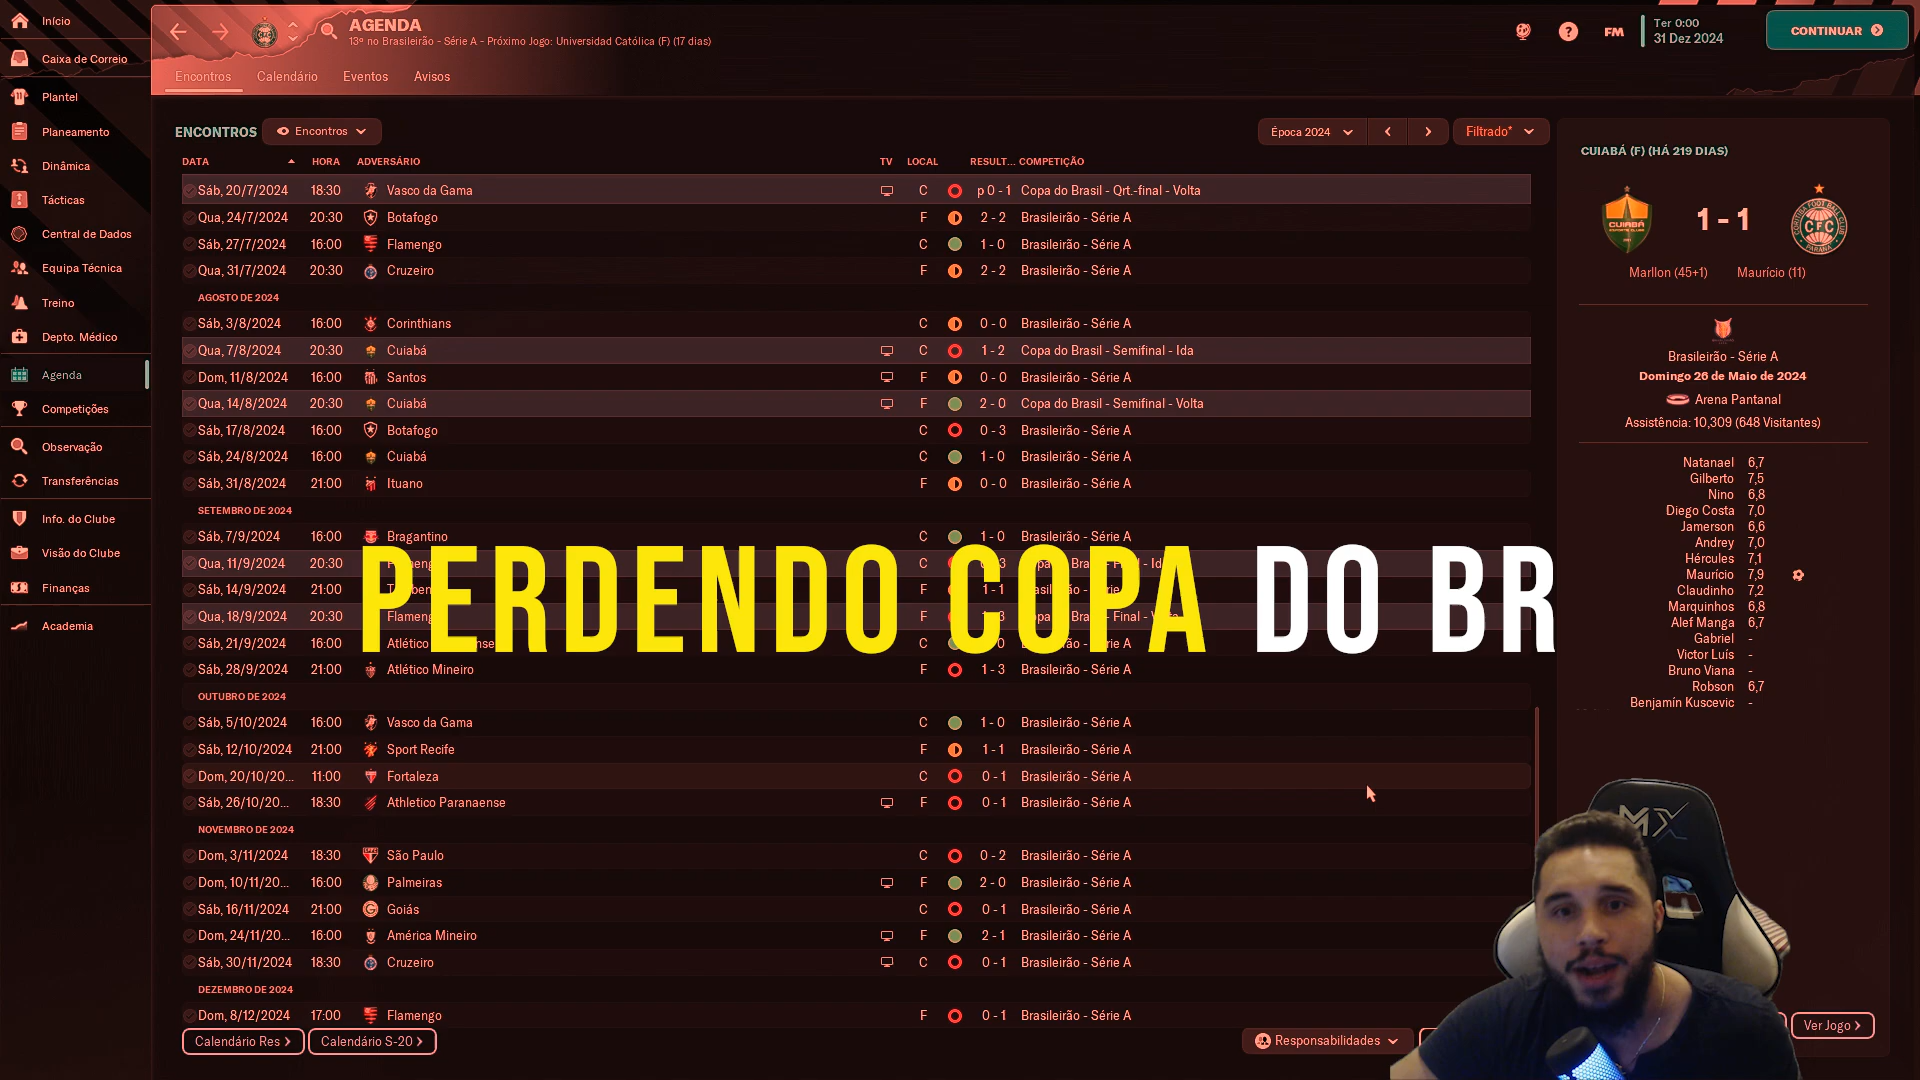 Início
Caixa de Correio
Plantel
Planeamento
Dinâmica
Tácticas
Central de Dados
Equipa Técnica
Treino
Depto. Médico
Agenda
Competições
Observação
Transferências
Info. do Clube
Visão do Clube
Finanças
Academia
AGENDA
13º no Brasileirão - Série A - Próximo Jogo: Universidad Católica (F) (17 dias)
Encontros Calendário Eventos Avisos
FM
Ter 0:00
31 Dez 2024
CONTINUAR
ENCONTROS Encontros Época 2024 Filtrado*
DATA HORA ADVERSÁRIO TV LOCAL RESULT... COMPETIÇÃO
Sáb, 20/7/2024 18:30 Vasco da Gama C p 0 - 1 Copa do Brasil - Qrt.-final - Volta
Qua, 24/7/2024 20:30 Botafogo F 2 - 2 Brasileirão - Série A
Sáb, 27/7/2024 16:00 Flamengo C 1 - 0 Brasileirão - Série A
Qua, 31/7/2024 20:30 Cruzeiro F 2 - 2 Brasileirão - Série A
AGOSTO DE 2024
Sáb, 3/8/2024 16:00 Corinthians C 0 - 0 Brasileirão - Série A
Qua, 7/8/2024 20:30 Cuiabá C 1 - 2 Copa do Brasil - Semifinal - Ida
Dom, 11/8/2024 16:00 Santos F 0 - 0 Brasileirão - Série A
Qua, 14/8/2024 20:30 Cuiabá F 2 - 0 Copa do Brasil - Semifinal - Volta
Sáb, 17/8/2024 16:00 Botafogo C 0 - 3 Brasileirão - Série A
Sáb, 24/8/2024 16:00 Cuiabá C 1 - 0 Brasileirão - Série A
Sáb, 31/8/2024 21:00 Ituano F 0 - 0 Brasileirão - Série A
SETEMBRO DE 2024
Sáb, 7/9/2024 16:00 Bragantino C 1 - 0 Brasileirão - Série A
Qua, 11/9/2024 20:30
Sáb, 14/9/2024 21:00 1 - 1
Qua, 18/9/2024 20:30
PERDENDO COPA DO BR
Sáb, 21/9/2024 16:00
Sáb, 28/9/2024 21:00 Atlético Mineiro F 1 - 3 Brasileirão - Série A
OUTUBRO DE 2024
Sáb, 5/10/2024 16:00 Vasco da Gama C 1 - 0 Brasileirão - Série A
Sáb, 12/10/2024 21:00 Sport Recife F 1 - 1 Brasileirão - Série A
Dom, 20/10/20... 11:00 Fortaleza C 0 - 1 Brasileirão - Série A
Sáb, 26/10/20... 18:30 Athletico Paranaense F 0 - 1 Brasileirão - Série A
NOVEMBRO DE 2024
Dom, 3/11/2024 18:30 São Paulo C 0 - 2 Brasileirão - Série A
Dom, 10/11/20... 16:00 Palmeiras F 2 - 0 Brasileirão - Série A
Sáb, 16/11/2024 21:00 Goiás C 0 - 1 Brasileirão - Série A
Dom, 24/11/20... 16:00 América Mineiro F 2 - 1 Brasileirão - Série A
Sáb, 30/11/2024 18:30 Cruzeiro C 0 - 1 Brasileirão - Série A
DEZEMBRO DE 2024
Dom, 8/12/2024 17:00 Flamengo F 0 - 1 Brasileirão - Série A
Calendário Res Calendário S-20 Responsabilidades
CUIABÁ (F) (HÁ 219 DIAS)
CUIABÁ
1 - 1
CFC
Marllon (45+1) Maurício (11)
Brasileirão - Série A
Domingo 26 de Maio de 2024
Arena Pantanal
Assistência: 10,309 (648 Visitantes)
Natanael 6,7
Gilberto 7,5
Nino 6,8
Diego Costa 7,0
Jamerson 6,6
Andrey 7,0
Hércules 7,1
Maurício 7,9
Claudinho 7,2
Marquinhos 6,8
Alef Manga 6,7
Gabriel -
Victor Luís -
Bruno Viana -
Robson 6,7
Benjamín Kuscevic -
MX
Ver Jogo